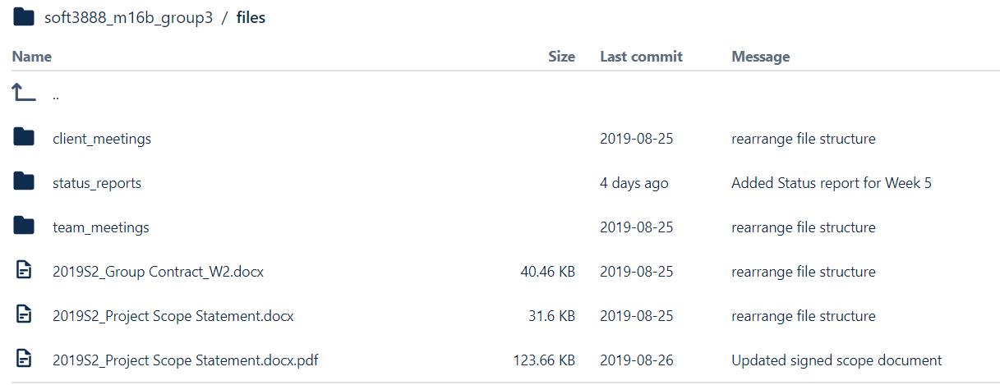 soft3888_m16b_group3 / files
Name Size Last commit Message
..
client_meetings 2019-08-25 rearrange file structure
status_reports 4 days ago Added Status report for Week 5
team_meetings 2019-08-25 rearrange file structure
2019S2_Group Contract_W2.docx 40.46 KB 2019-08-25 rearrange file structure
2019S2_Project Scope Statement.docx 31.6 KB 2019-08-25 rearrange file structure
2019S2_Project Scope Statement.docx.pdf 123.66 KB 2019-08-26 Updated signed scope document